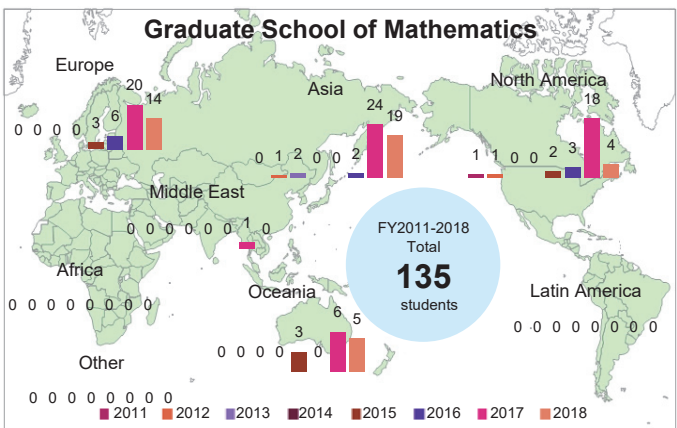 Graduate School of Mathematics
Europe
0 0 0 0 3 6 20 14
Asia
0 1 2 0 0 2 24 19
North America
1 1 0 0 2 3 18 4
Middle East
0 0 0 0 0 0 1 0
FY2011-2018
Total
135
students
Africa
0 0 0 0 0 0 0 0
Oceania
0 0 0 0 3 0 6 5
Latin America
0 0 0 0 0 0 0 0
Other
0 0 0 0 0 0 0 0
2011 2012 2013 2014 2015 2016 2017 2018